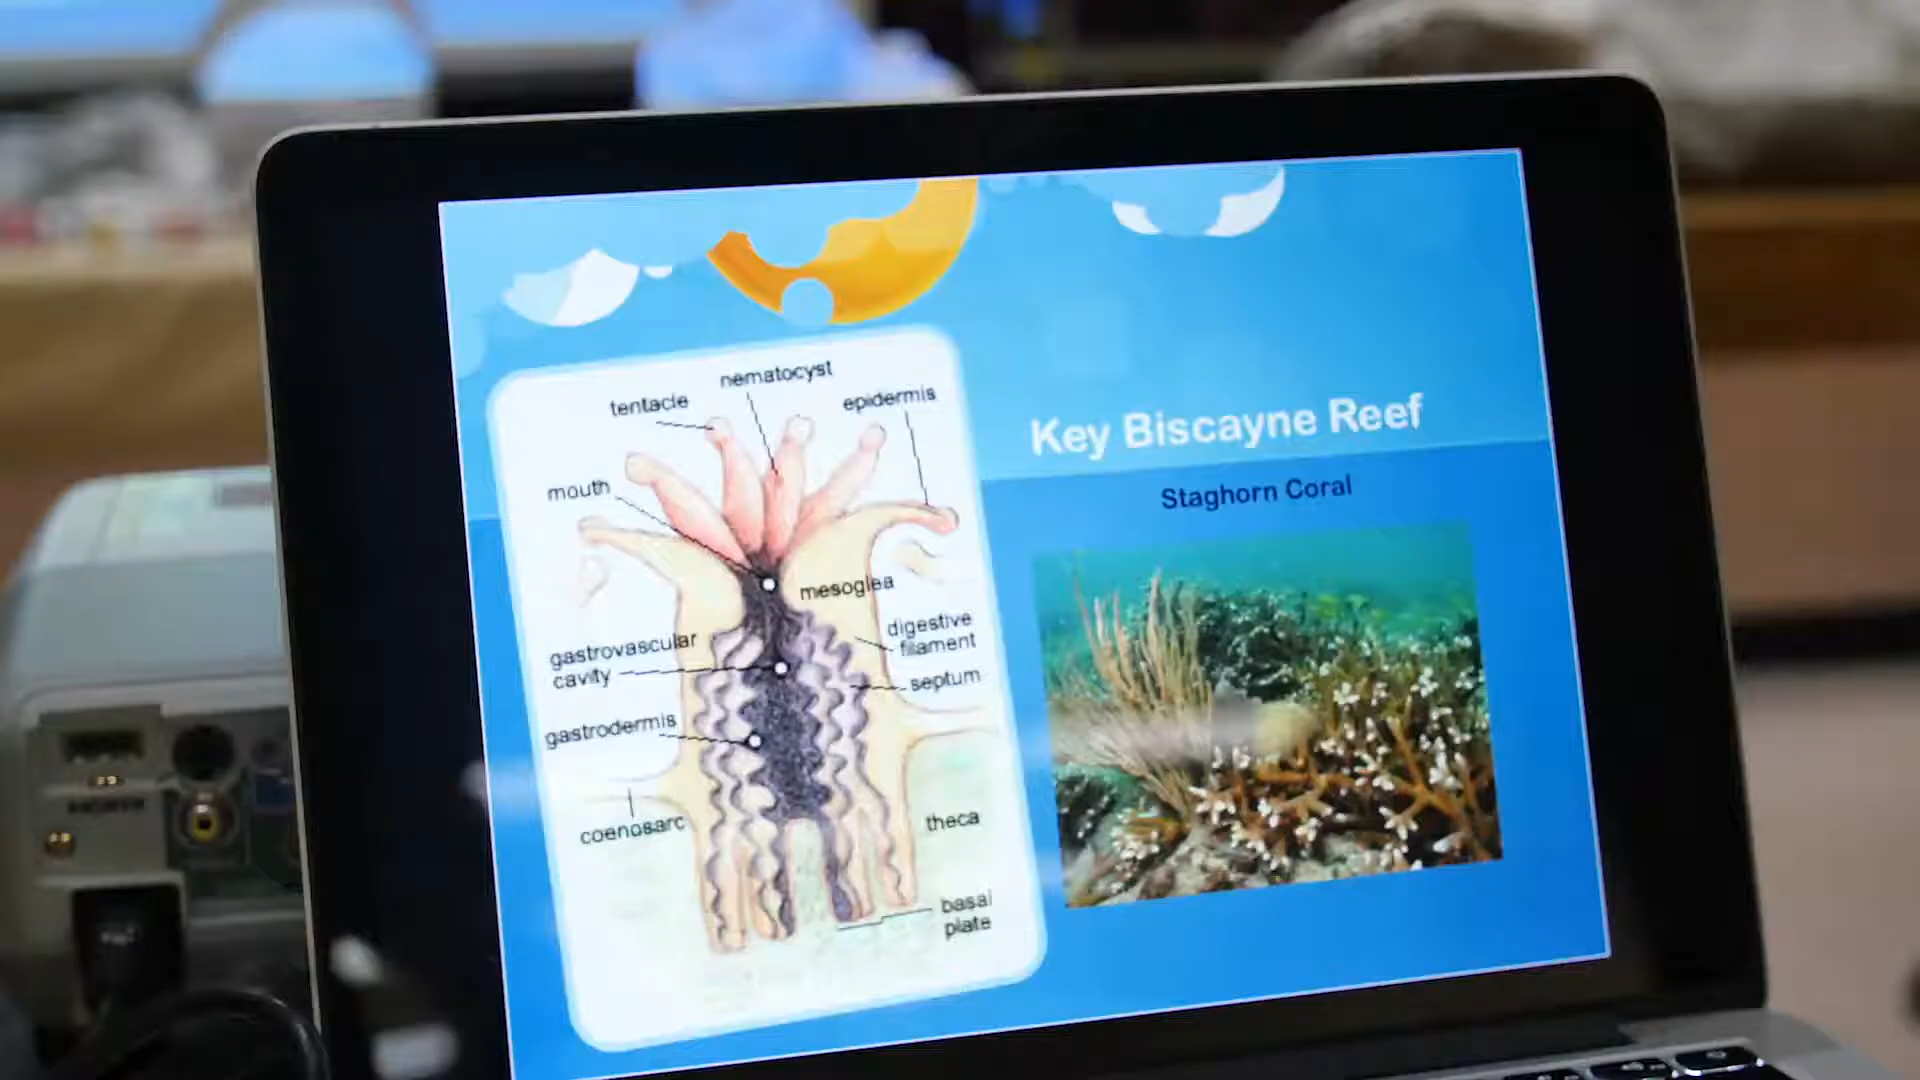 nematocyst
tentacle
epidermis
mouth
mesoglea
digestive
filament
gastrovascular
cavity
septum
gastrodermis
coenosarc
theca
basal
plate
Key Biscayne Reef
Staghorn Coral